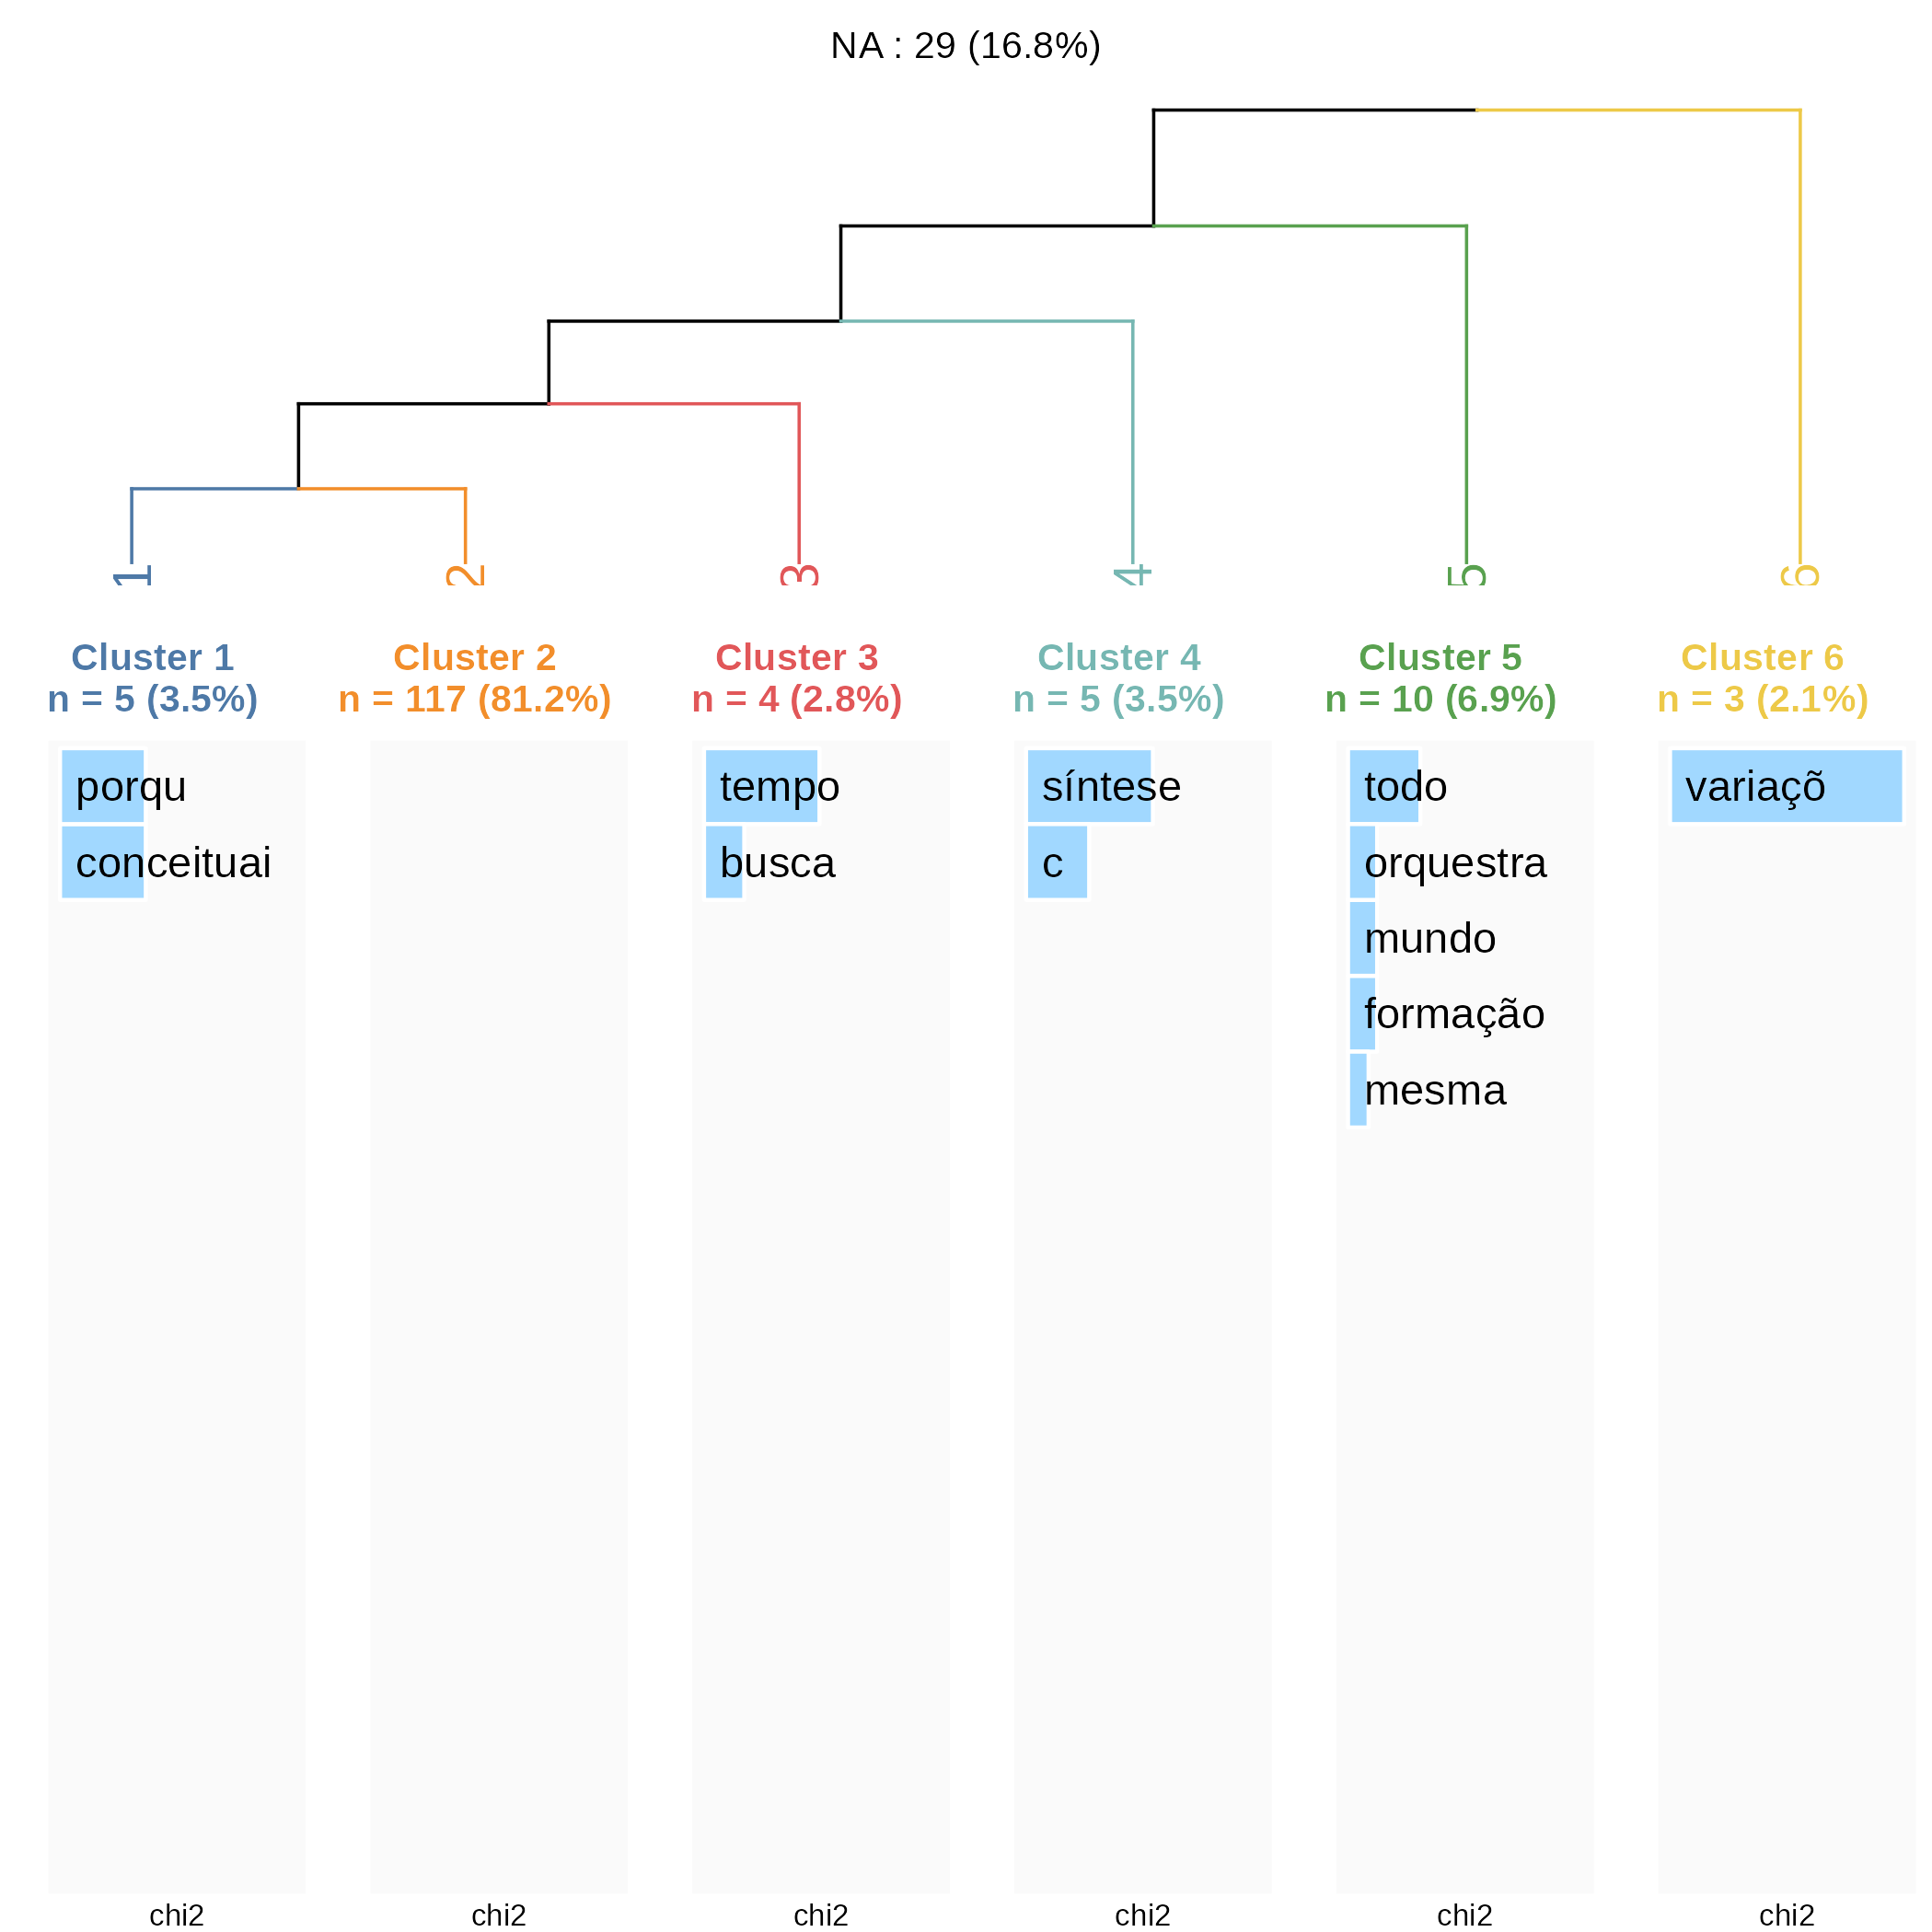 NA : 29 (16.8%)
1
2
3
4
5
6
Cluster 1
n = 5 (3.5%)
Cluster 2
n = 117 (81.2%)
Cluster 3
n = 4 (2.8%)
Cluster 4
n = 5 (3.5%)
Cluster 5
n = 10 (6.9%)
Cluster 6
n = 3 (2.1%)
porqu
conceituai
tempo
busca
síntese
c
todo
orquestra
mundo
formação
mesma
variaçõ
chi2
chi2
chi2
chi2
chi2
chi2